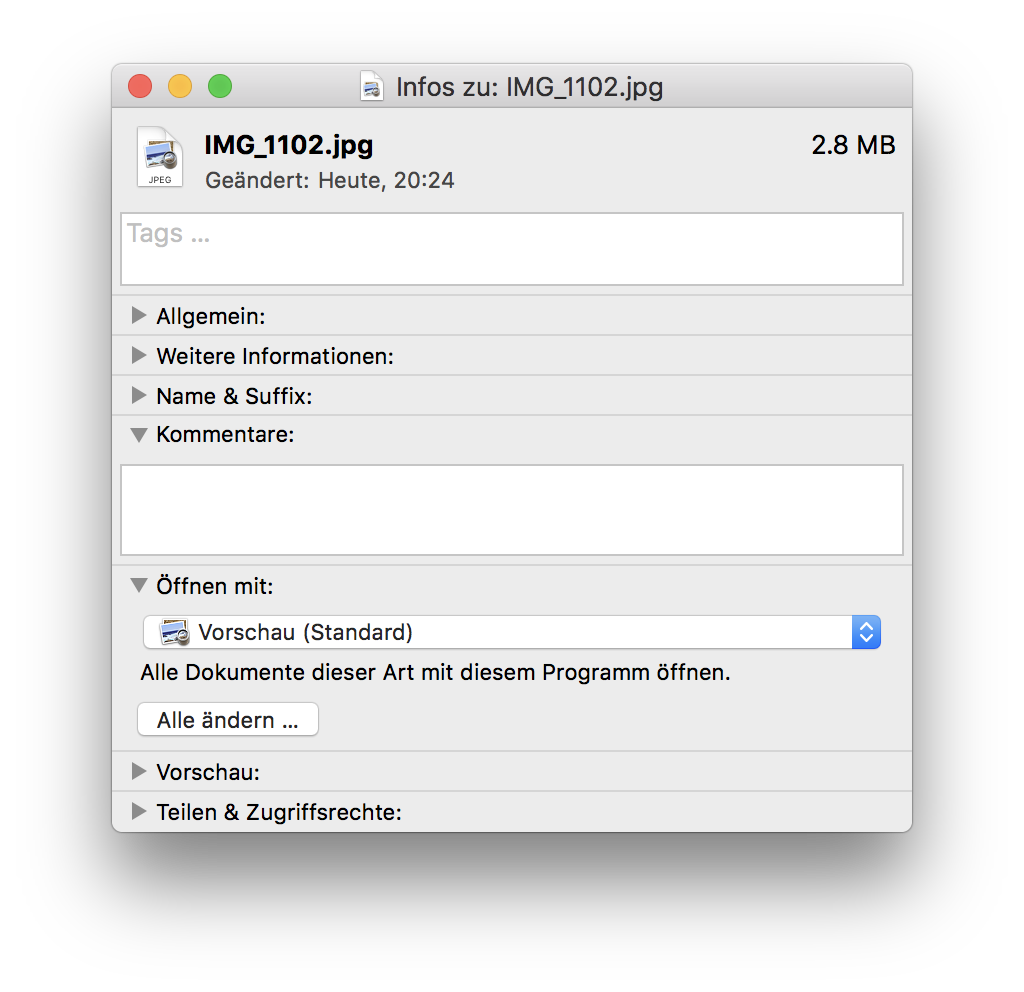 Infos zu: IMG_1102.jpg
IMG_1102.jpg 2.8 MB
JPEG
Geändert: Heute, 20:24
Tags ...
Allgemein:
Weitere Informationen:
Name & Suffix:
Kommentare:
Öffnen mit:
Vorschau (Standard)
Alle Dokumente dieser Art mit diesem Programm öffnen.
Alle ändern ...
Vorschau:
Teilen & Zugriffsrechte: